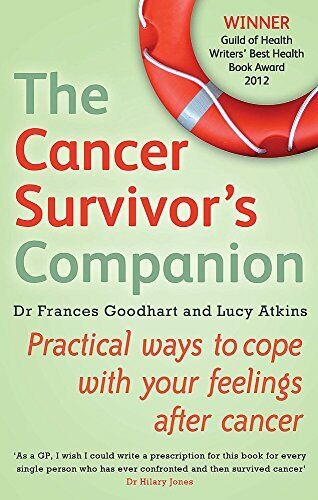 WINNER
Guild of Health
Writers' Best Health
Book Award
2012
The
Cancer
Survivor's
Companion
Dr Frances Goodhart and Lucy Atkins
Practical ways to cope
with your feelings
after cancer
‘As a GP, I wish I could write a prescription for this book for every
single person who has ever confronted and then survived cancer’
Dr Hilary Jones